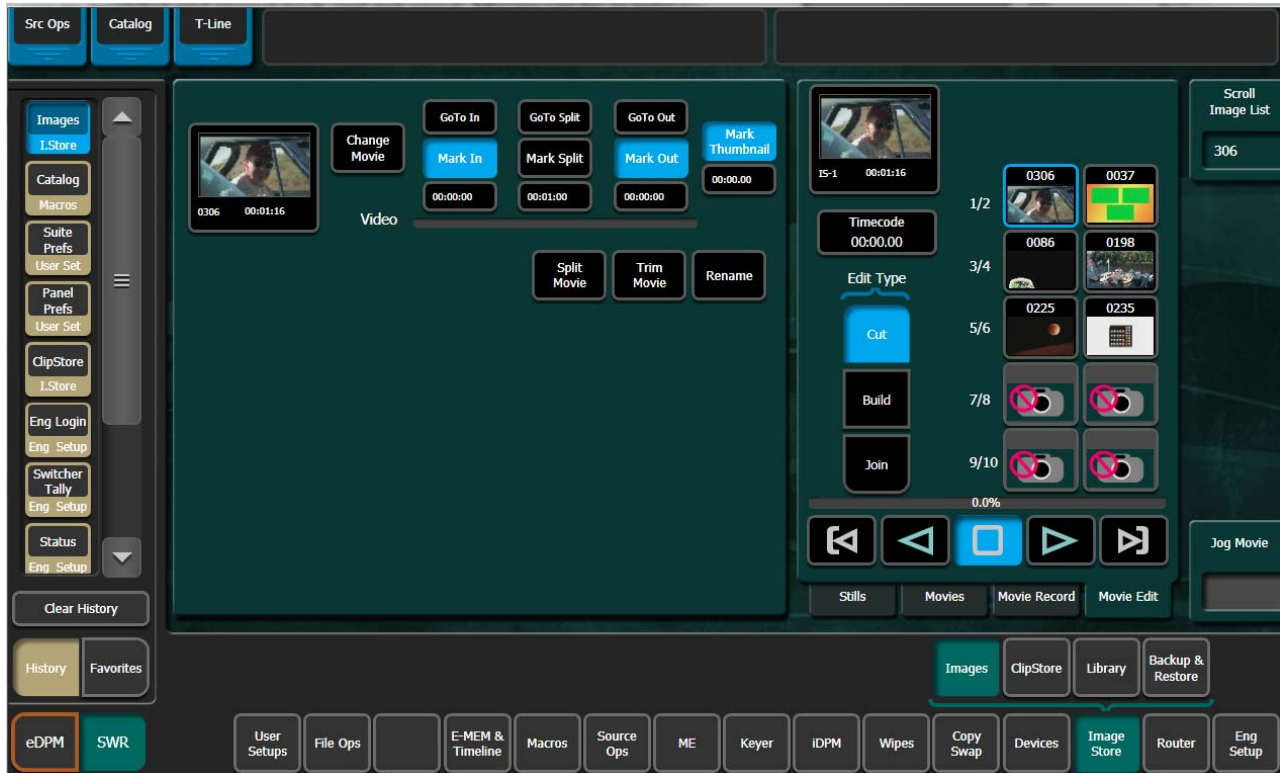 Src Ops
Catalog
T-Line
Images
I.Store
Catalog
Macros
Suite
Prefs
User Set
Panel
Prefs
User Set
ClipStore
I.Store
Eng Login
Eng Setup
Switcher
Tally
Eng Setup
Status
Eng Setup
Clear History
History
Favorites
eDPM
SWR
0306 00:01:16
Change
Movie
Video
GoTo In
GoTo Split
GoTo Out
Mark In
Mark Split
Mark Out
Mark
Thumbnail
00:00:00
00:01:00
00:00:00
00:00.00
Split
Movie
Trim
Movie
Rename
IS-1 00:01:16
Timecode
00:00.00
Edit Type
Cut
Build
Join
1/2
0306
0037
3/4
0086
0198
5/6
0225
0235
7/8
9/10
0.0%
Stills
Movies
Movie Record
Movie Edit
Scroll
Image List
306
Jog Movie
Images
ClipStore
Library
Backup &
Restore
User
Setups
File Ops
E-MEM &
Timeline
Macros
Source
Ops
ME
Keyer
iDPM
Wipes
Copy
Swap
Devices
Image
Store
Router
Eng
Setup